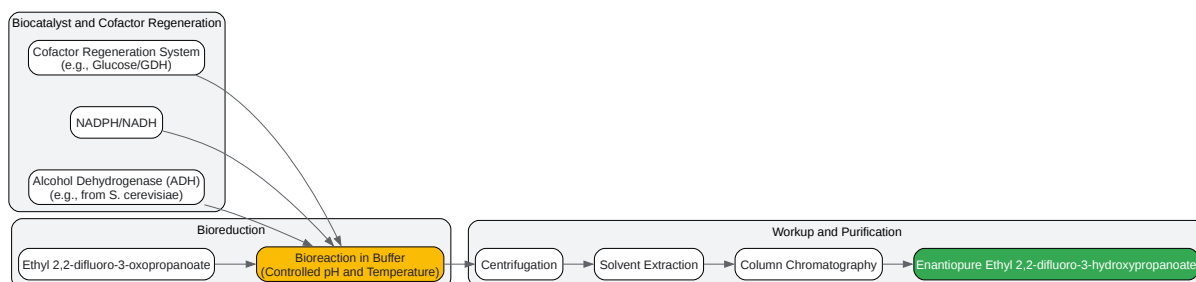 Biocatalyst and Cofactor Regeneration
Cofactor Regeneration System
(e.g., Glucose/GDH)
NADPH/NADH
Alcohol Dehydrogenase (ADH)
(e.g., from S. cerevisiae)
Bioreduction
Ethyl 2,2-difluoro-3-oxopropanoate
Bioreaction in Buffer
(Controlled pH and Temperature)
Workup and Purification
Centrifugation
Solvent Extraction
Column Chromatography
Enantiopure Ethyl 2,2-difluoro-3-hydroxypropanoate